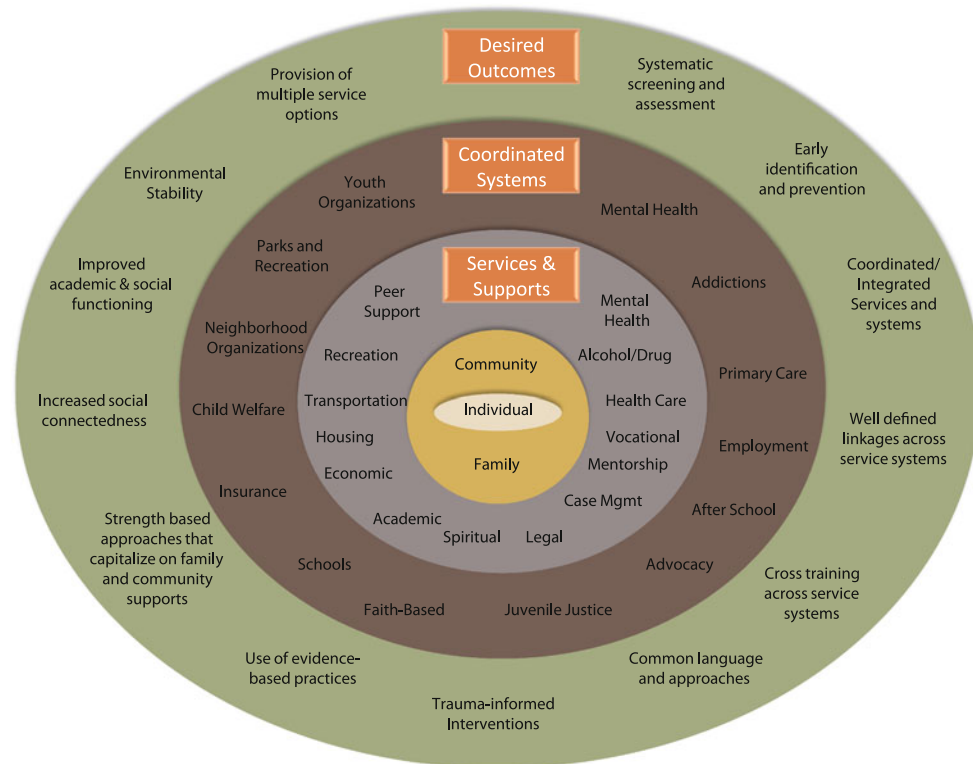 Desired
Outcomes
Provision of
multiple service
options
Systematic
screening and
assessment
Environmental
Stability
Early
identification
and prevention
Improved
academic & social
functioning
Coordinated/
Integrated
Services and
systems
Increased social
connectedness
Well defined
linkages across
service systems
Strength based
approaches that
capitalize on family
and community
supports
Cross training
across service
systems
Use of evidence-
based practices
Common language
and approaches
Trauma-informed
Interventions
Coordinated
Systems
Youth
Organizations
Mental Health
Parks and
Recreation
Addictions
Neighborhood
Organizations
Primary Care
Child Welfare
Employment
Insurance
After School
Schools
Advocacy
Faith-Based
Juvenile Justice
Services &
Supports
Peer
Support
Mental
Health
Recreation
Alcohol/Drug
Transportation
Health Care
Housing
Vocational
Economic
Mentorship
Case Mgmt
Academic
Spiritual
Legal
Community
Individual
Family